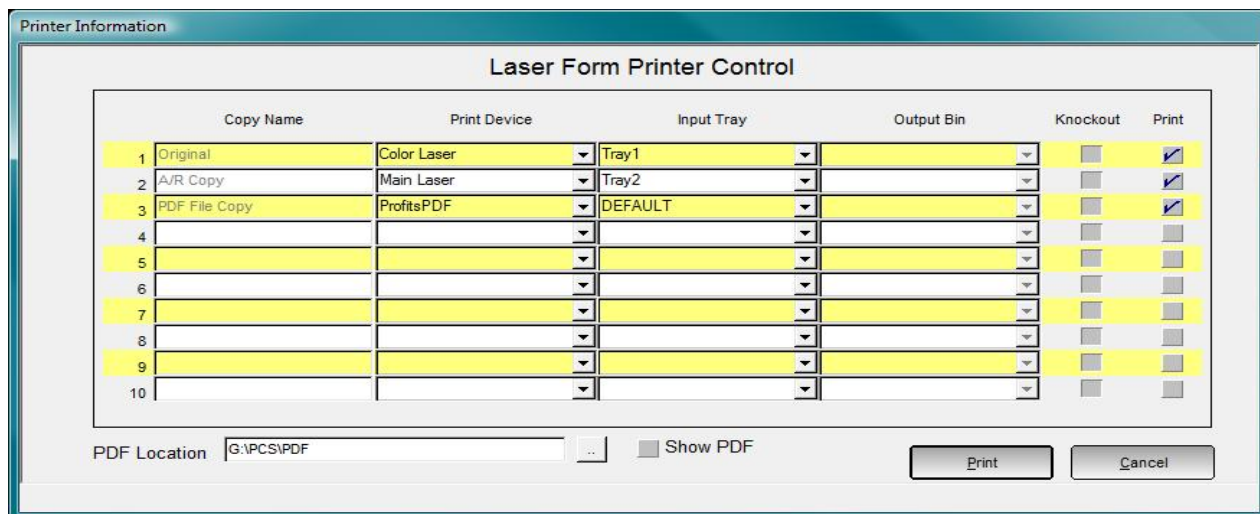 Printer Information
Laser Form Printer Control
Copy Name Print Device Input Tray Output Bin Knockout Print
1 Original Color Laser Tray1
2 A/R Copy Main Laser Tray2
3 PDF File Copy ProfitsPDF DEFAULT
4
5
6
7
8
9
10
PDF Location G:\PCS\PDF .. Show PDF Print Cancel